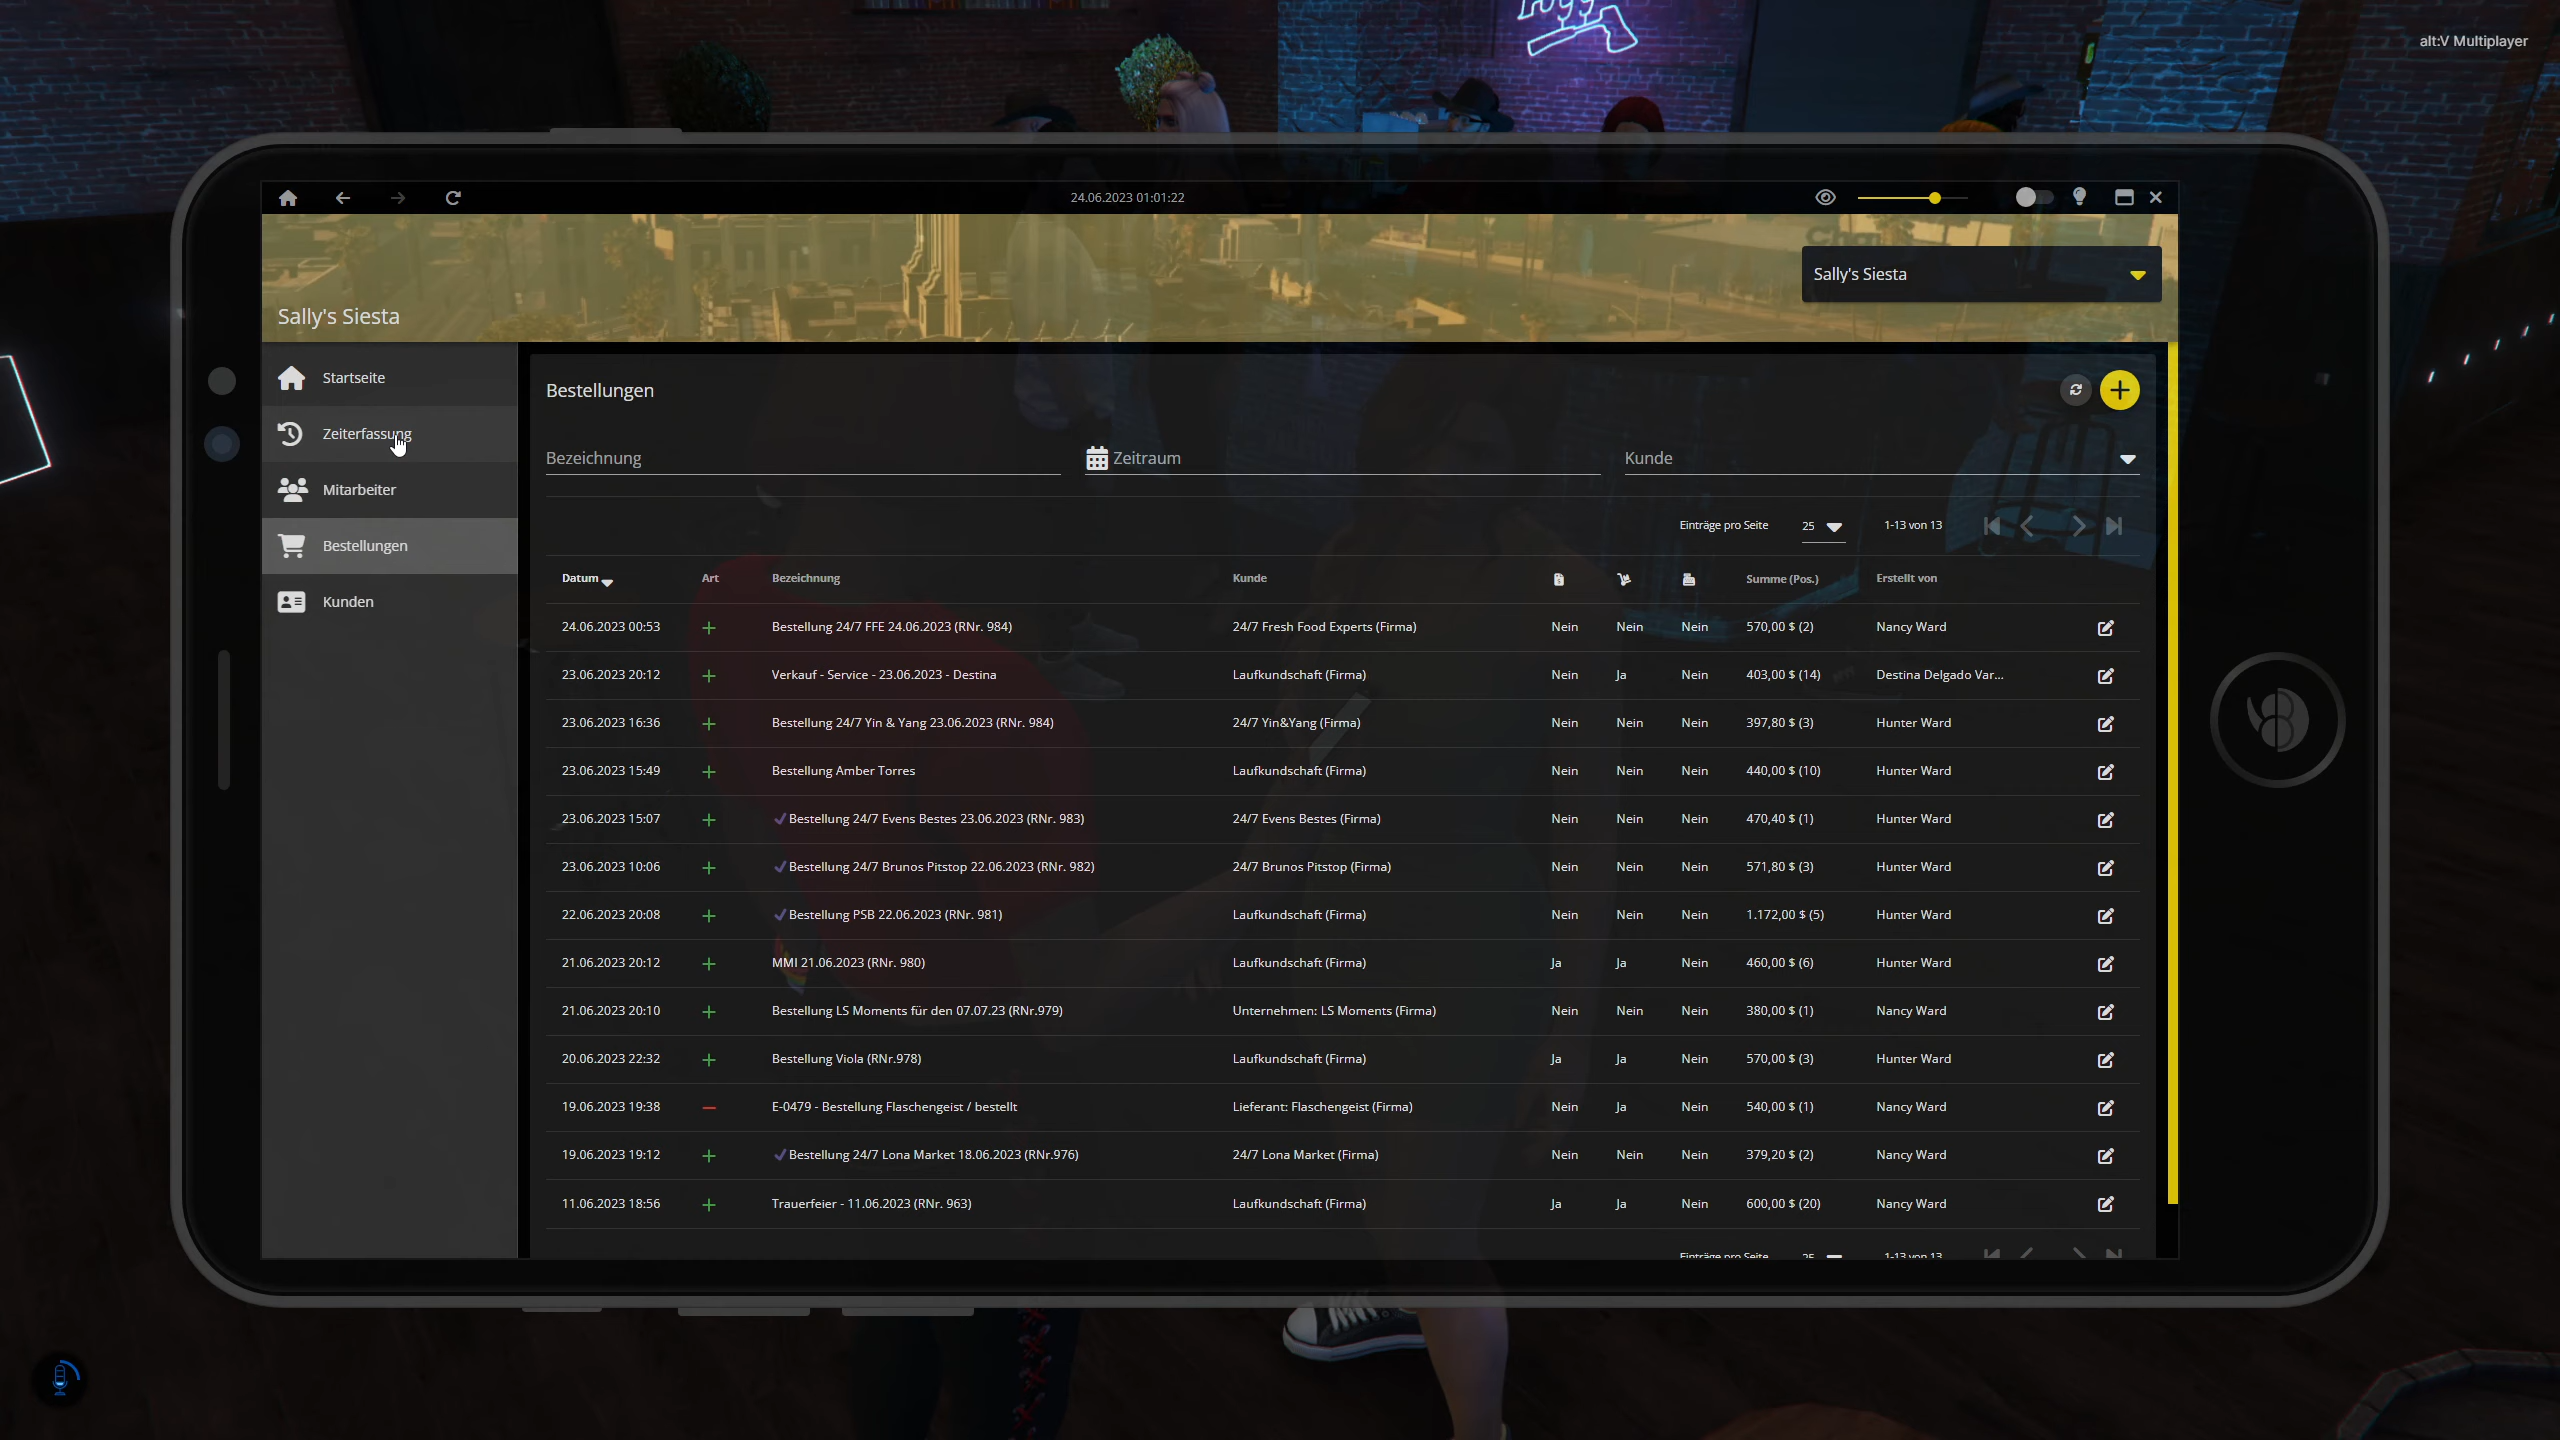 alt:V Multiplayer
24.06.2023 01:01:22
Sally's Siesta
Sally's Siesta
Startseite
Zeiterfassung
Mitarbeiter
Bestellungen
Kunden
Bestellungen
Bezeichnung Zeitraum Kunde
Einträge pro Seite 25 1-13 von 13
Datum Art Bezeichnung Kunde Summe (Pos.) Erstellt von
24.06.2023 00:53 Bestellung 24/7 FFE 24.06.2023 (RNr. 984) 24/7 Fresh Food Experts (Firma) Nein Nein Nein 570,00 $ (2) Nancy Ward
23.06.2023 20:12 Verkauf - Service - 23.06.2023 - Destina Laufkundschaft (Firma) Nein Ja Nein 403,00 $ (14) Destina Delgado Var...
23.06.2023 16:36 Bestellung 24/7 Yin & Yang 23.06.2023 (RNr. 984) 24/7 Yin&Yang (Firma) Nein Nein Nein 397,80 $ (3) Hunter Ward
23.06.2023 15:49 Bestellung Amber Torres Laufkundschaft (Firma) Nein Nein Nein 440,00 $ (10) Hunter Ward
23.06.2023 15:07 Bestellung 24/7 Evens Bestes 23.06.2023 (RNr. 983) 24/7 Evens Bestes (Firma) Nein Nein Nein 470,40 $ (1) Hunter Ward
23.06.2023 10:06 Bestellung 24/7 Brunos Pitstop 22.06.2023 (RNr. 982) 24/7 Brunos Pitstop (Firma) Nein Nein Nein 571,80 $ (3) Hunter Ward
22.06.2023 20:08 Bestellung PSB 22.06.2023 (RNr. 981) Laufkundschaft (Firma) Nein Nein Nein 1.172,00 $ (5) Hunter Ward
21.06.2023 20:12 MMI 21.06.2023 (RNr. 980) Laufkundschaft (Firma) Ja Ja Nein 460,00 $ (6) Hunter Ward
21.06.2023 20:10 Bestellung LS Moments für den 07.07.23 (RNr.979) Unternehmen: LS Moments (Firma) Nein Nein Nein 380,00 $ (1) Nancy Ward
20.06.2023 22:32 Bestellung Viola (RNr.978) Laufkundschaft (Firma) Ja Ja Nein 570,00 $ (3) Hunter Ward
19.06.2023 19:38 E-0479 - Bestellung Flaschengeist / bestellt Lieferant: Flaschengeist (Firma) Nein Ja Nein 540,00 $ (1) Nancy Ward
19.06.2023 19:12 Bestellung 24/7 Lona Market 18.06.2023 (RNr.976) 24/7 Lona Market (Firma) Nein Nein Nein 379,20 $ (2) Nancy Ward
11.06.2023 18:56 Trauerfeier - 11.06.2023 (RNr. 963) Laufkundschaft (Firma) Ja Ja Nein 600,00 $ (20) Nancy Ward
Einträge pro Seite 25 1-13 von 13